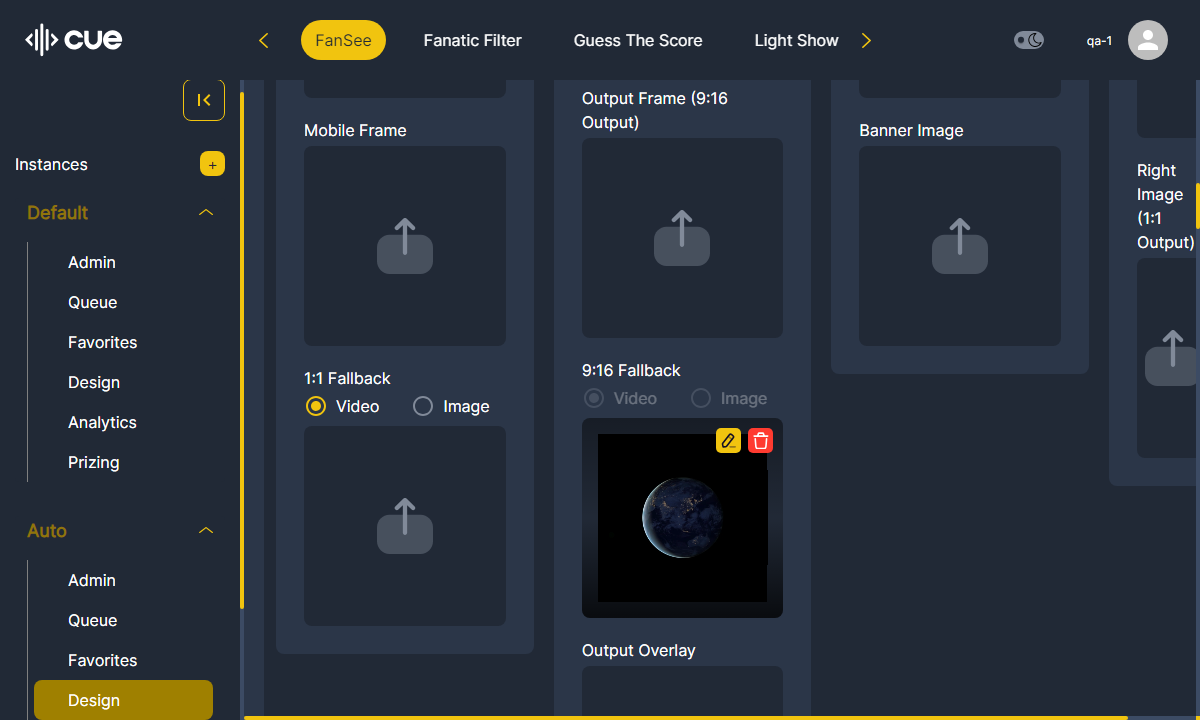 cue
FanSee
Fanatic Filter
Guess The Score
Light Show
qa-1
Instances
+
Default
Admin
Queue
Favorites
Design
Analytics
Prizing
Auto
Admin
Queue
Favorites
Design
Mobile Frame
1:1 Fallback
Video
Image
Output Frame (9:16
Output)
9:16 Fallback
Video
Image
Output Overlay
Banner Image
Right
Image
(1:1
Output)